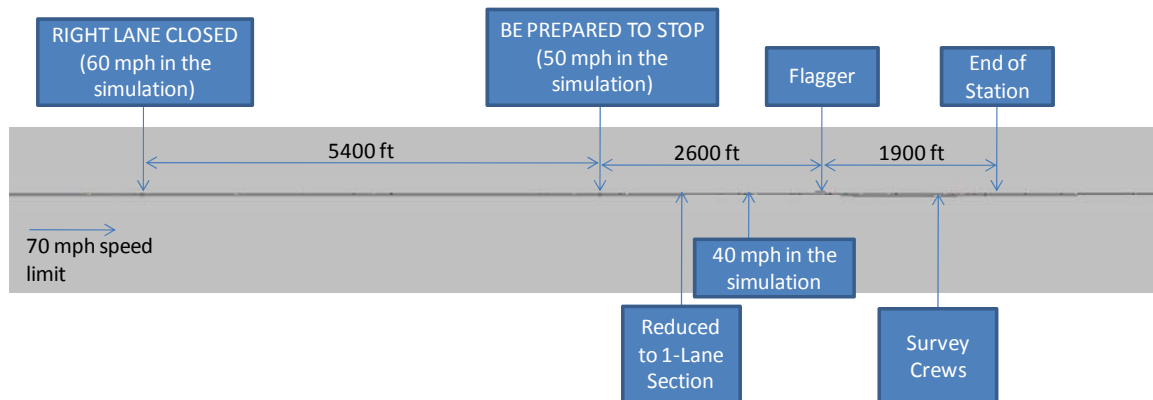 RIGHT LANE CLOSED
(60 mph in the
simulation)
BE PREPARED TO STOP
(50 mph in the
simulation)
Flagger
End of
Station
5400 ft
2600 ft
1900 ft
70 mph speed
limit
40 mph in the
simulation
Reduced
to 1-Lane
Section
Survey
Crews